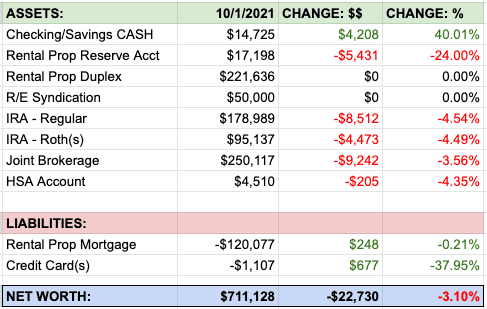 ASSETS: 10/1/2021 CHANGE: $$ CHANGE: %
Checking/Savings CASH $14,725 $4,208 40.01%
Rental Prop Reserve Acct $17,198 -$5,431 -24.00%
Rental Prop Duplex $221,636 $0 0.00%
R/E Syndication $50,000 $0 0.00%
IRA - Regular $178,989 -$8,512 -4.54%
IRA - Roth(s) $95,137 -$4,473 -4.49%
Joint Brokerage $250,117 -$9,242 -3.56%
HSA Account $4,510 -$205 -4.35%
LIABILITIES:
Rental Prop Mortgage -$120,077 $248 -0.21%
Credit Card(s) -$1,107 $677 -37.95%
NET WORTH: $711,128 -$22,730 -3.10%